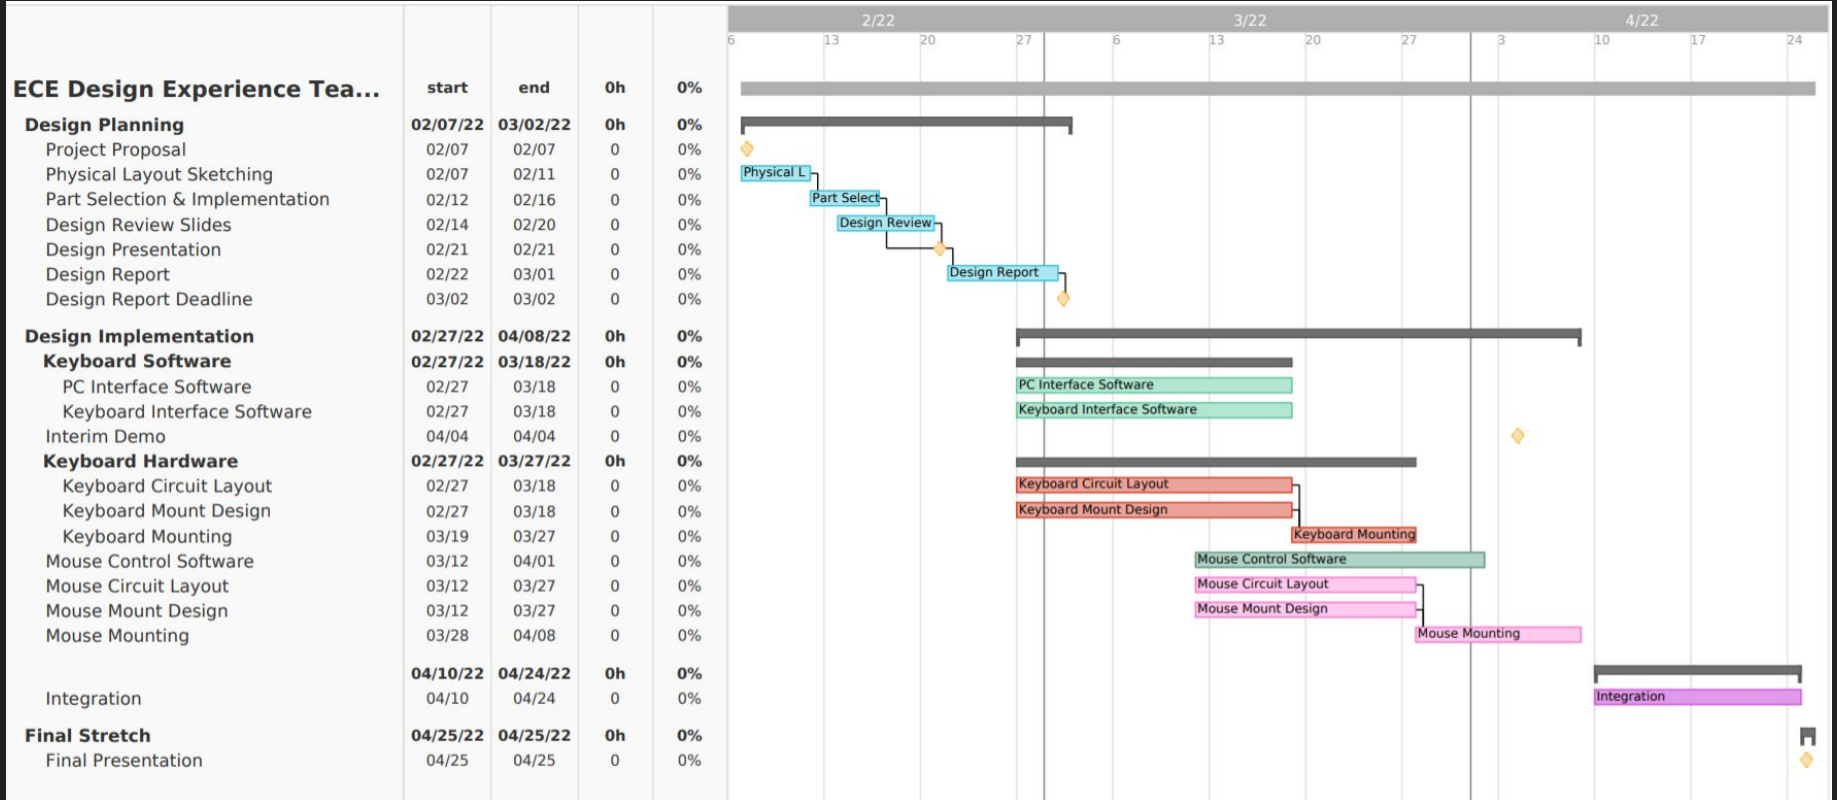 2/22 3/22 4/22
6 13 20 27 6 13 20 27 3 10 17 24
ECE Design Experience Tea... start end 0h 0%
Design Planning 02/07/22 03/02/22 0h 0%
Project Proposal 02/07 02/07 0 0%
Physical Layout Sketching 02/07 02/11 0 0% Physical L
Part Selection & Implementation 02/12 02/16 0 0% Part Select
Design Review Slides 02/14 02/20 0 0% Design Review
Design Presentation 02/21 02/21 0 0%
Design Report 02/22 03/01 0 0% Design Report
Design Report Deadline 03/02 03/02 0 0%
Design Implementation 02/27/22 04/08/22 0h 0%
Keyboard Software 02/27/22 03/18/22 0h 0%
PC Interface Software 02/27 03/18 0 0% PC Interface Software
Keyboard Interface Software 02/27 03/18 0 0% Keyboard Interface Software
Interim Demo 04/04 04/04 0 0%
Keyboard Hardware 02/27/22 03/27/22 0h 0%
Keyboard Circuit Layout 02/27 03/18 0 0% Keyboard Circuit Layout
Keyboard Mount Design 02/27 03/18 0 0% Keyboard Mount Design
Keyboard Mounting 03/19 03/27 0 0% Keyboard Mounting
Mouse Control Software 03/12 04/01 0 0% Mouse Control Software
Mouse Circuit Layout 03/12 03/27 0 0% Mouse Circuit Layout
Mouse Mount Design 03/12 03/27 0 0% Mouse Mount Design
Mouse Mounting 03/28 04/08 0 0% Mouse Mounting
04/10/22 04/24/22 0h 0%
Integration 04/10 04/24 0 0% Integration
Final Stretch 04/25/22 04/25/22 0h 0%
Final Presentation 04/25 04/25 0 0%